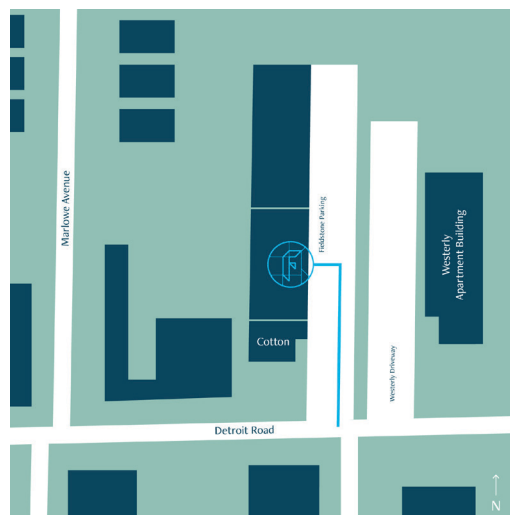 Marlowe Avenue
Fieldstone Parking
Westerly
Apartment Building
Cotton
Westerly Driveway
Detroit Road
N